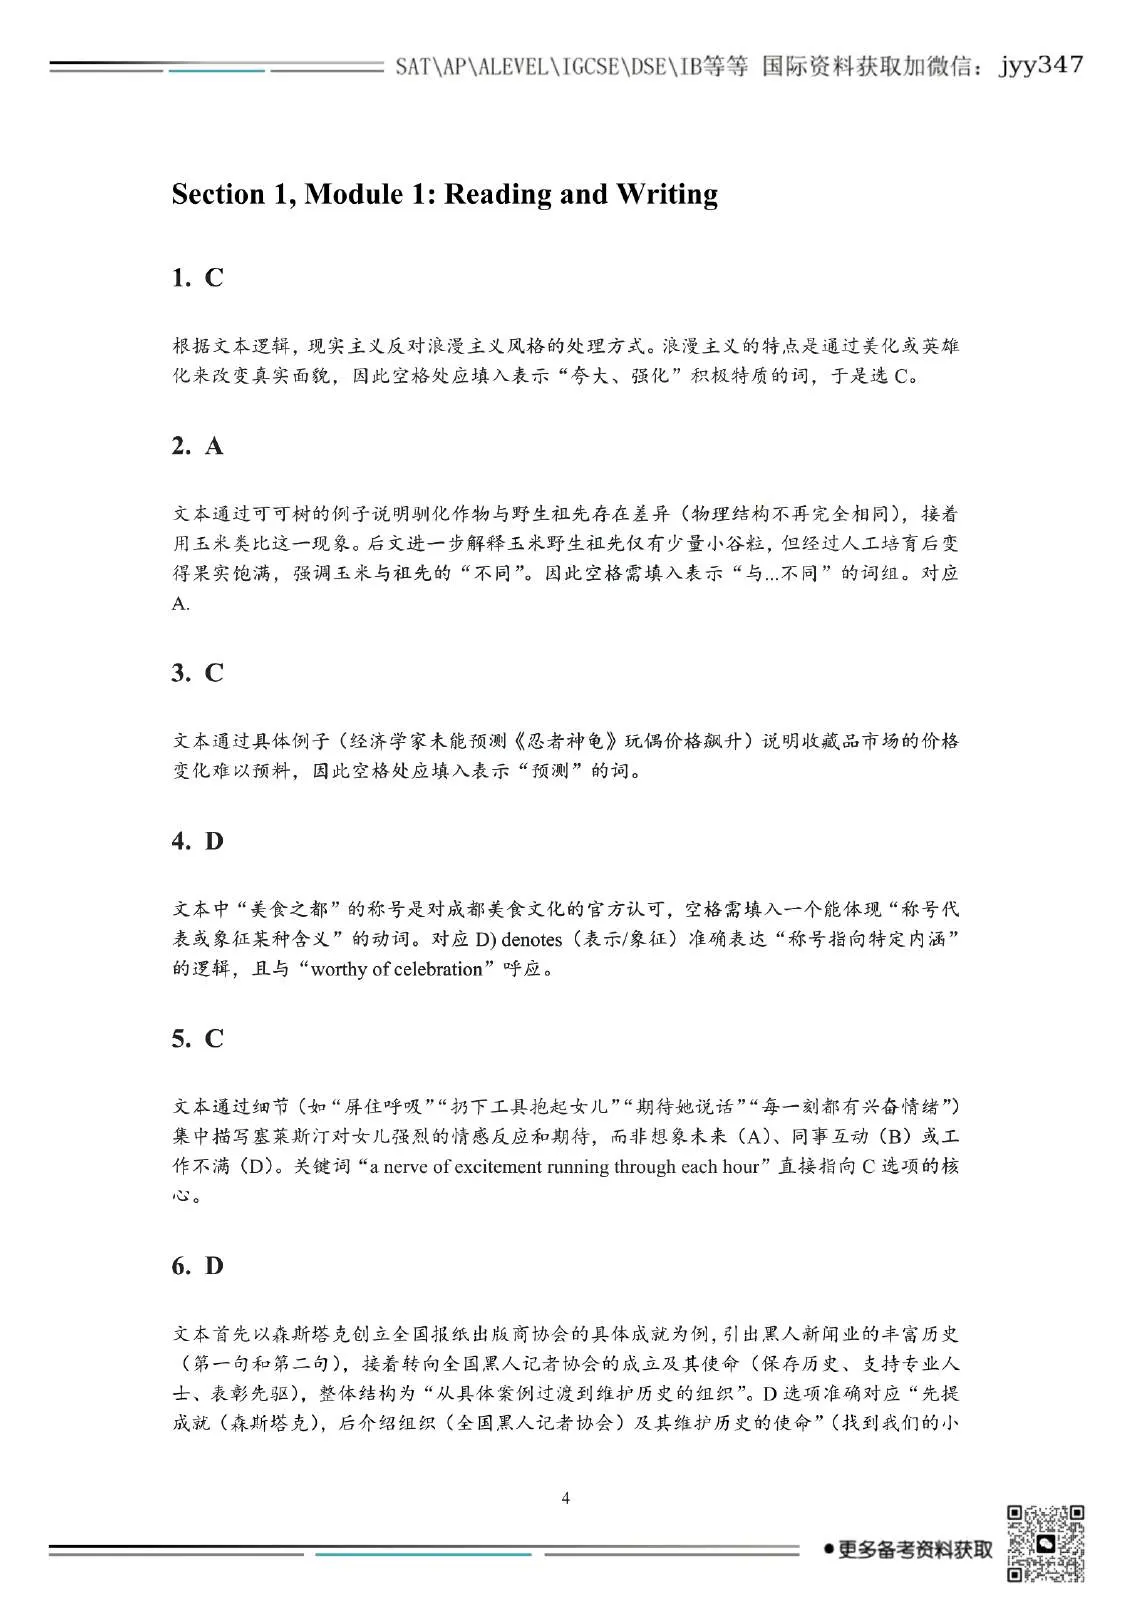 SAT\AP\ALEVEL\IGCSE\DSE\IB等等 国际资料获取加微信：jyy347
Section 1, Module 1: Reading and Writing
1. C
根据文本逻辑，现实主义反对浪漫主义风格的处理方式。浪漫主义的特点是通过美化或英雄
化来改变真实面貌，因此空格处应填入表示“夸大、强化”积极特质的词，于是选 C。
2. A
文本通过可可树的例子说明驯化作物与野生祖先存在差异（物理结构不再完全相同），接着
用玉米类比这一现象。后文进一步解释玉米野生祖先仅有少量小谷粒，但经过人工培育后变
得果实饱满，强调玉米与祖先的“不同”。因此空格需填入表示“与...不同”的词组。对应
A.
3. C
文本通过具体例子（经济学家未能预测《忍者神龟》玩偶价格飙升）说明收藏品市场的价格
变化难以预料，因此空格处应填入表示“预测”的词。
4. D
文本中“美食之都”的称号是对成都美食文化的官方认可，空格需填入一个能体现“称号代
表或象征某种含义”的动词。对应 D) denotes（表示/象征）准确表达“称号指向特定内涵”
的逻辑，且与“worthy of celebration”呼应。
5. C
文本通过细节（如“屏住呼吸”“扔下工具抱起女儿”“期待她说话”“每一刻都有兴奋情绪”）
集中描写塞莱斯汀对女儿强烈的情感反应和期待，而非想象未来（A）、同事互动（B）或工
作不满（D）。关键词“a nerve of excitement running through each hour”直接指向 C 选项的核
心。
6. D
文本首先以森斯塔克创立全国报纸出版商协会的具体成就为例，引出黑人新闻业的丰富历史
（第一句和第二句），接着转向全国黑人记者协会的成立及其使命（保存历史、支持专业人
士、表彰先驱），整体结构为“从具体案例过渡到维护历史的组织”。D 选项准确对应“先提
成就（森斯塔克），后介绍组织（全国黑人记者协会）及其维护历史的使命”（找到我们的小
4
●更多备考资料获取